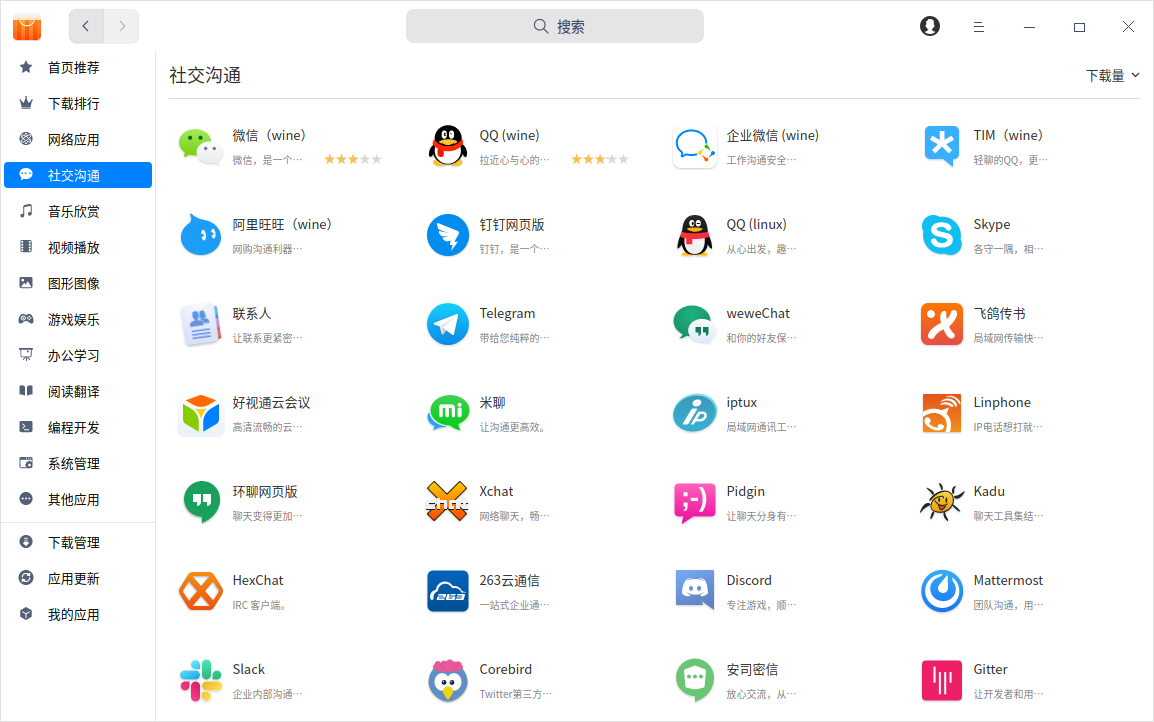 搜索
首页推荐
下载排行
网络应用
社交沟通
音乐欣赏
视频播放
图形图像
游戏娱乐
办公学习
阅读翻译
编程开发
系统管理
其他应用
下载管理
应用更新
我的应用
社交沟通
下载量
微信（wine）
微信，是一个…
QQ (wine)
拉近心与心的…
企业微信 (wine)
工作沟通安全…
TIM（wine）
轻聊的QQ，更…
阿里旺旺（wine）
网购沟通利器…
钉钉网页版
钉钉，是一个…
QQ (linux)
从心出发，趣…
Skype
各守一隅，相…
联系人
让联系更紧密…
Telegram
带给您纯粹的…
weweChat
和你的好友保…
飞鸽传书
局域网传输快…
好视通云会议
高清流畅的云…
米聊
让沟通更高效。
iptux
局域网通讯工…
Linphone
IP电话想打就…
环聊网页版
聊天变得更加…
Xchat
网络聊天，畅…
Pidgin
让聊天分身有…
Kadu
聊天工具集结…
HexChat
IRC 客户端。
263云通信
一站式企业通…
Discord
专注游戏，顺…
Mattermost
团队沟通，用…
Slack
企业内部沟通…
Corebird
Twitter第三方…
安司密信
放心交流，从…
Gitter
让开发者和用…